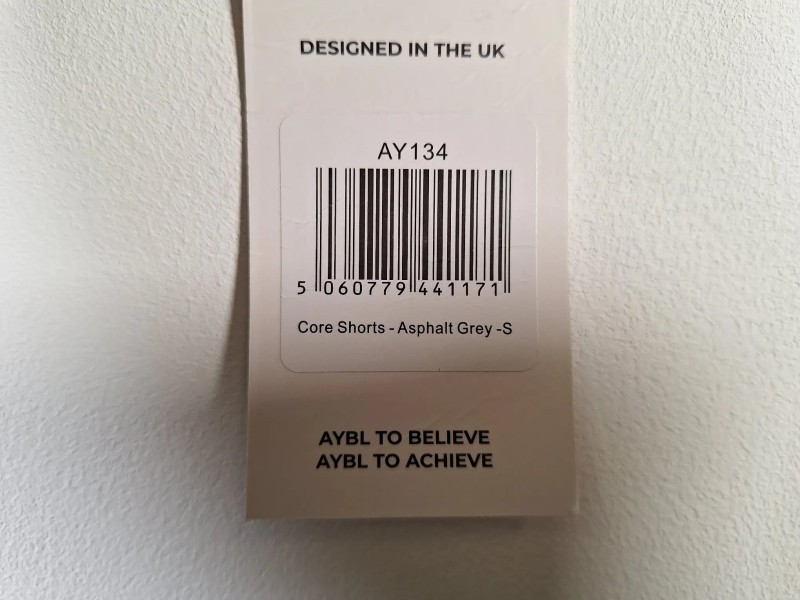 DESIGNED IN THE UK
AY134
5 060779 441171
Core Shorts - Asphalt Grey -S
AYBL TO BELIEVE
AYBL TO ACHIEVE